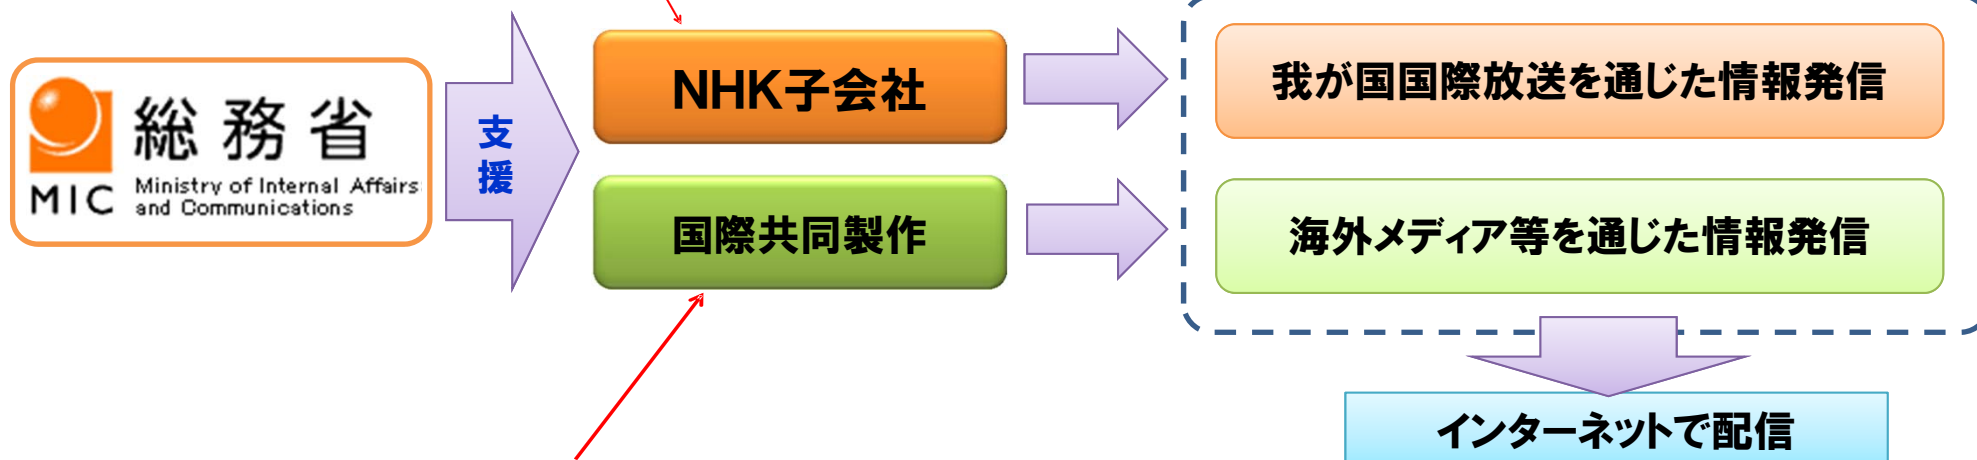 総務省
MIC
Ministry of Internal Affairs
and Communications
支援
NHK子会社
国際共同製作
我が国国際放送を通じた情報発信
海外メディア等を通じた情報発信
インターネットで配信